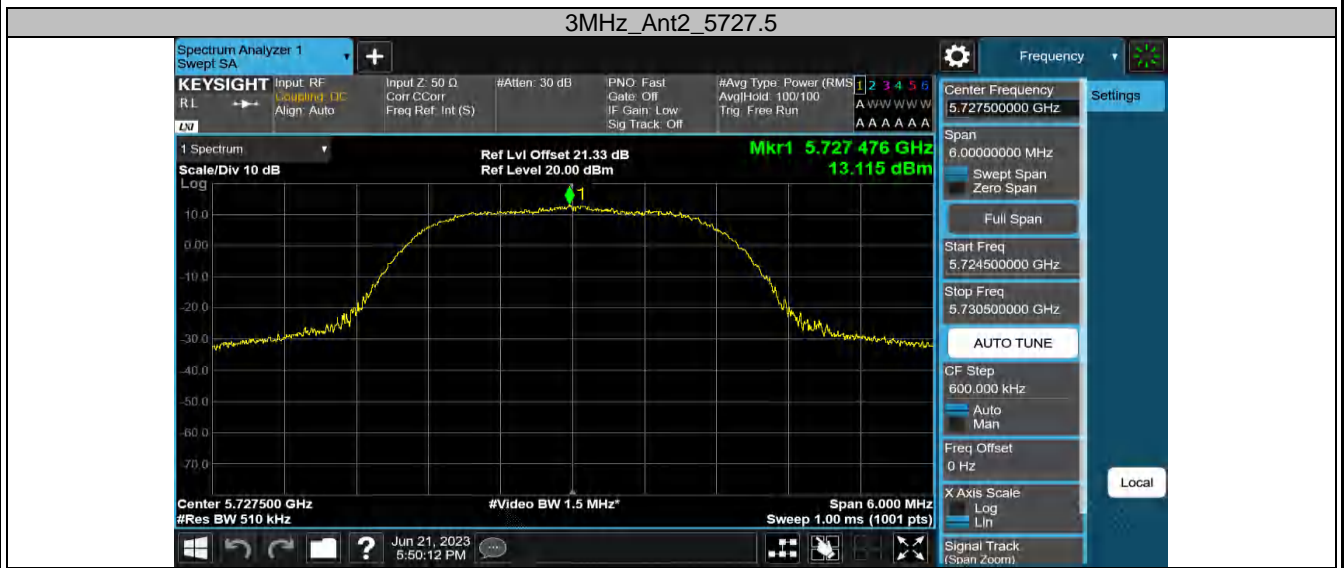 3MHz_Ant2_5727.5
Spectrum Analyzer 1
Swept SA
Frequency
KEYSIGHT
RL
LNI
Input: RF
Coupling: DC
Align: Auto
Input Z: 50 Ω
Corr CCorr
Freq Ref: Int (S)
#Atten: 30 dB
PNO: Fast
Gate: Off
IF Gain: Low
Sig Track: Off
#Avg Type: Power (RMS
Avg|Hold: 100/100
Trig: Free Run
1 2 3 4 5 6
A W W W W W
A A A A A A
1 Spectrum
Scale/Div 10 dB
Log
Ref Lvl Offset 21.33 dB
Ref Level 20.00 dBm
Mkr1 5.727 476 GHz
13.115 dBm
1
10.0
0.00
-10.0
-20.0
-30.0
-40.0
-50.0
-60.0
-70.0
Center 5.727500 GHz
#Res BW 510 kHz
#Video BW 1.5 MHz*
Span 6.000 MHz
Sweep 1.00 ms (1001 pts)
Jun 21, 2023
5:50:12 PM
Center Frequency
5.727500000 GHz
Settings
Span
6.00000000 MHz
Swept Span
Zero Span
Full Span
Start Freq
5.724500000 GHz
Stop Freq
5.730500000 GHz
AUTO TUNE
CF Step
600.000 kHz
Auto
Man
Freq Offset
0 Hz
X Axis Scale
Log
Lin
Signal Track
(Span Zoom)
Local